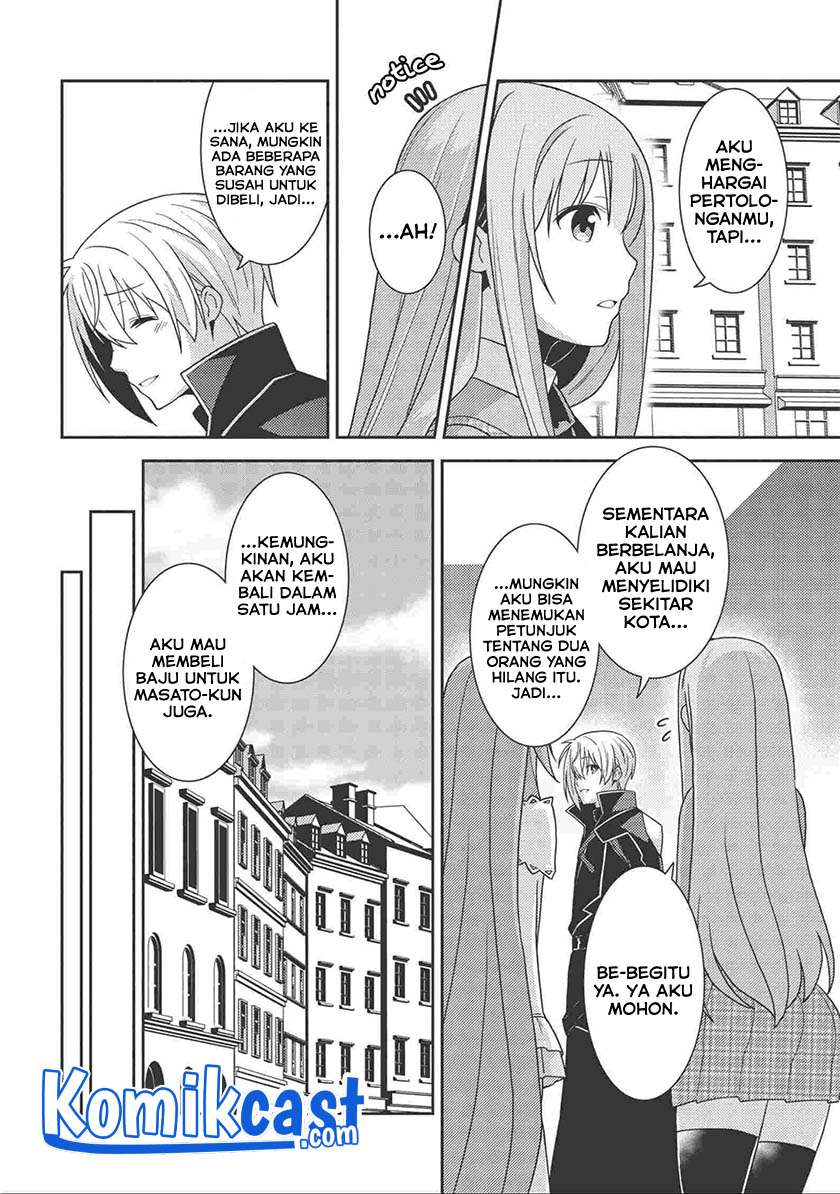 AKU
MENG-
HARGAI
PERTOLO-
NGANMU,
TAPI...
notice
...AH!
...JIKA AKU KE
SANA, MUNGKIN
ADA BEBERAPA
BARANG YANG
SUSAH UNTUK
DIBELI, JADI...
SEMENTARA
KALIAN
BERBELANJA,
AKU MAU
MENYELIDIKI
SEKITAR
KOTA...
...MUNGKIN
AKU BISA
MENEMUKAN
PETUNJUK
TENTANG DUA
ORANG YANG
HILANG ITU.
JADI...
BE-BEGITU
YA. YA AKU
MOHON.
...KEMUNG-
KINAN, AKU
AKAN KEM-
BALI DALAM
SATU JAM...
AKU MAU
MEMBELI
BAJU UNTUK
MASATO-KUN
JUGA.
Komikcast
.com